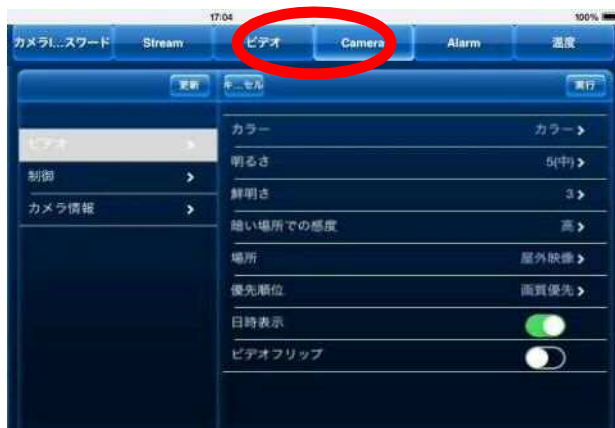 17:04 100%
カメラI...スワード Stream ビデオ Camera Alarm 温度
更新 キ...セル 実行
ビデオ
制御
カメラ情報
カラー カラー
明るさ 5(中)
鮮明さ 3
暗い場所での感度 高
場所 屋外映像
優先順位 画質優先
日時表示
ビデオフリップ